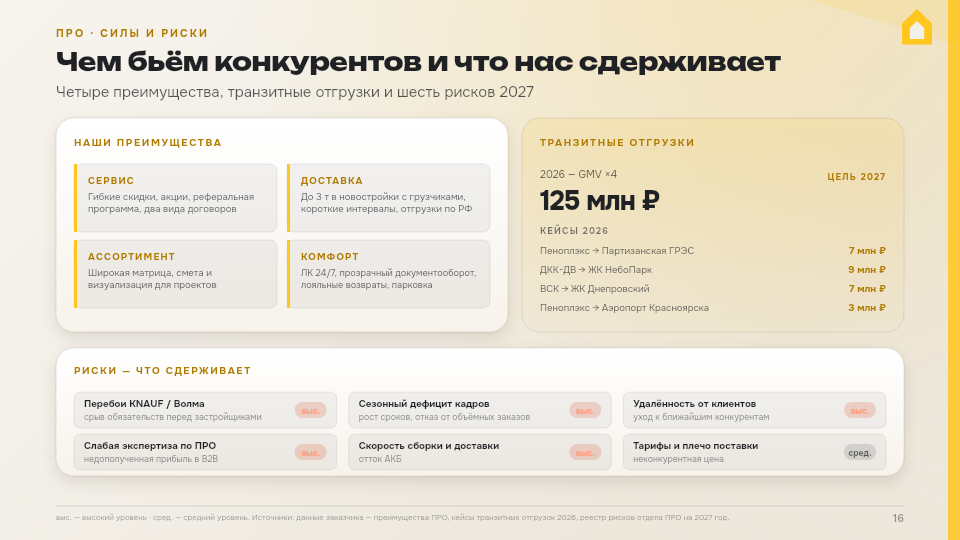 ПРО · СИЛЫ И РИСКИ
Чем бьём конкурентов и что нас сдерживает
Четыре преимущества, транзитные отгрузки и шесть рисков 2027
НАШИ ПРЕИМУЩЕСТВА
СЕРВИС
Гибкие скидки, акции, реферальная
программа, два вида договоров
ДОСТАВКА
До 3 т в новостройки с грузчиками,
короткие интервалы, отгрузки по РФ
АССОРТИМЕНТ
Широкая матрица, смета и
визуализация для проектов
КОМФОРТ
ЛК 24/7, прозрачный документооборот,
лояльные возвраты, парковка
ТРАНЗИТНЫЕ ОТГРУЗКИ
2026 — GMV ×4
ЦЕЛЬ 2027
125 млн ₽
КЕЙСЫ 2026
Пеноплэкс → Партизанская ГРЭС 7 млн ₽
ДКК-ДВ → ЖК НебоПарк 9 млн ₽
ВСК → ЖК Днепровский 7 млн ₽
Пеноплэкс → Аэропорт Красноярска 3 млн ₽
РИСКИ — ЧТО СДЕРЖИВАЕТ
Перебои KNAUF / Волма
срыв обязательств перед застройщиками
выс.
Сезонный дефицит кадров
рост сроков, отказ от объёмных заказов
выс.
Удалённость от клиентов
уход к ближайшим конкурентам
выс.
Слабая экспертиза по ПРО
недополученная прибыль в B2B
выс.
Скорость сборки и доставки
отток АКБ
выс.
Тарифы и плечо поставки
неконкурентная цена
сред.
выс. — высокий уровень · сред. — средний уровень. Источники: данные заказчика — преимущества ПРО, кейсы транзитных отгрузок 2026, реестр рисков отдела ПРО на 2027 год.
16